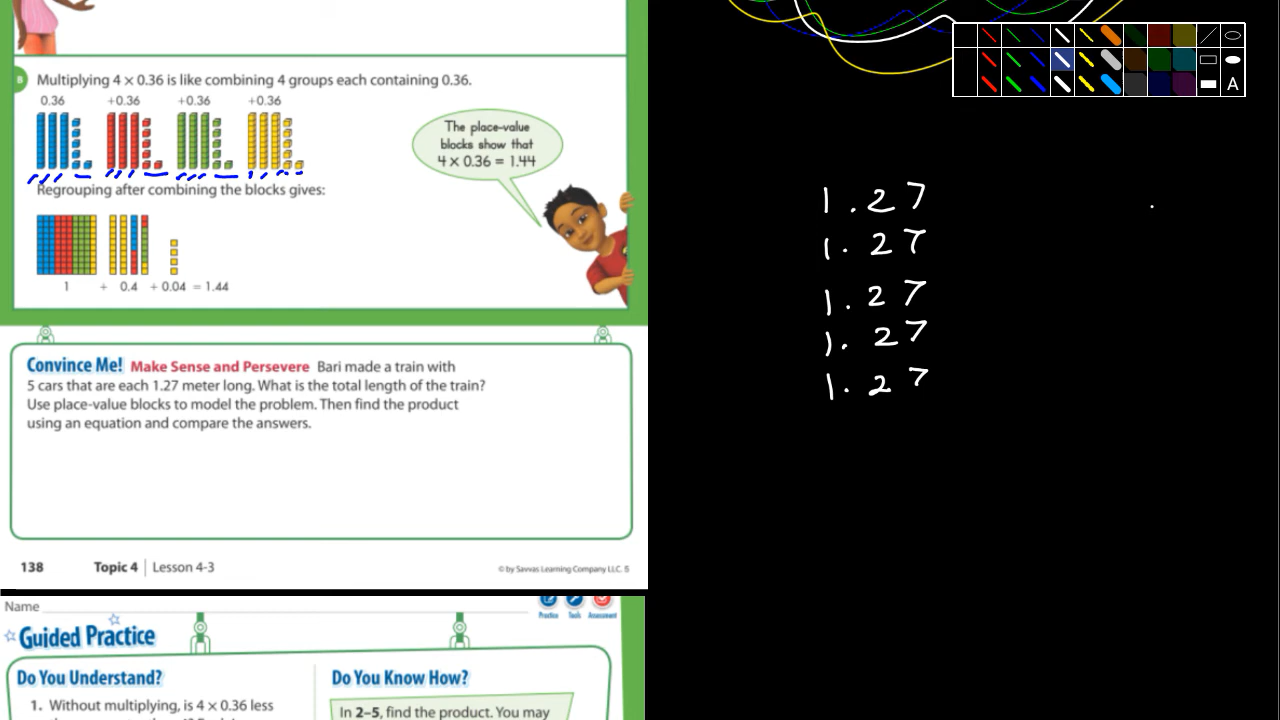 B Multiplying 4 × 0.36 is like combining 4 groups each containing 0.36.
0.36 +0.36 +0.36 +0.36
The place-value
blocks show that
4 × 0.36 = 1.44
Regrouping after combining the blocks gives:
1 + 0.4 + 0.04 = 1.44
Convince Me! Make Sense and Persevere Bari made a train with
5 cars that are each 1.27 meter long. What is the total length of the train?
Use place-value blocks to model the problem. Then find the product
using an equation and compare the answers.
138 Topic 4 | Lesson 4-3
© by Savvas Learning Company LLC. 5
Name
Practice Tools Assessment
Guided Practice
Do You Understand?
1. Without multiplying, is 4 × 0.36 less
Do You Know How?
In 2–5, find the product. You may
A
1.27
1.27
1.27
1.27
1.27